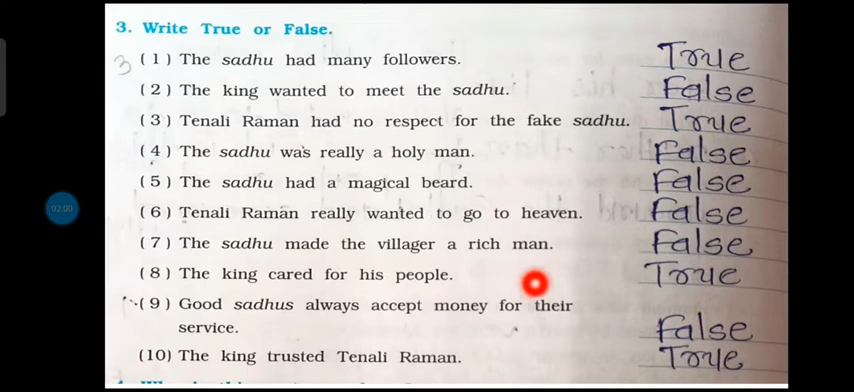 3. Write True or False.
3 (1) The sadhu had many followers. True
(2) The king wanted to meet the sadhu. False
(3) Tenali Raman had no respect for the fake sadhu. True
(4) The sadhu was really a holy man. False
(5) The sadhu had a magical beard. False
(6) Tenali Raman really wanted to go to heaven. False
(7) The sadhu made the villager a rich man. False
(8) The king cared for his people. True
(9) Good sadhus always accept money for their
service. False
(10) The king trusted Tenali Raman. True
02:00